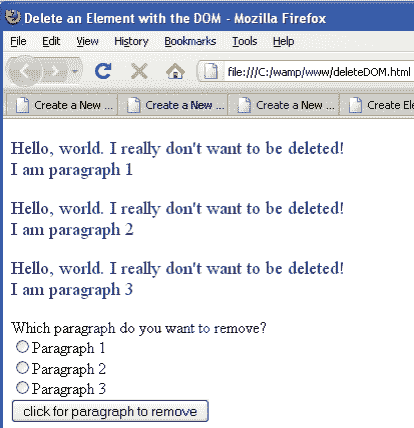 Delete an Element with the DOM - Mozilla Firefox
File Edit View History Bookmarks Tools Help
file:///C:/wamp/www/deleteDOM.html
Create a New ... Create a New ... Create a New ... Create Ele
Hello, world. I really don't want to be deleted!
I am paragraph 1
Hello, world. I really don't want to be deleted!
I am paragraph 2
Hello, world. I really don't want to be deleted!
I am paragraph 3
Which paragraph do you want to remove?
Paragraph 1
Paragraph 2
Paragraph 3
click for paragraph to remove